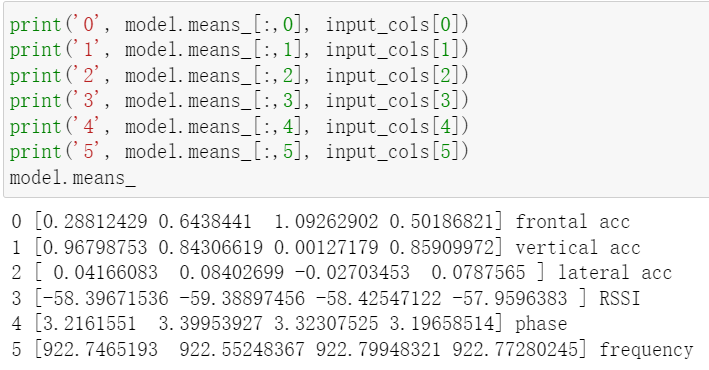 print('0', model.means_[:,0], input_cols[0])
print('1', model.means_[:,1], input_cols[1])
print('2', model.means_[:,2], input_cols[2])
print('3', model.means_[:,3], input_cols[3])
print('4', model.means_[:,4], input_cols[4])
print('5', model.means_[:,5], input_cols[5])
model.means_
0 [0.28812429 0.6438441  1.09262902 0.50186821] frontal acc
1 [0.96798753 0.84306619 0.00127179 0.85909972] vertical acc
2 [ 0.04166083  0.08402699 -0.02703453  0.0787565 ] lateral acc
3 [-58.39671536 -59.38897456 -58.42547122 -57.9596383 ] RSSI
4 [3.2161551  3.39953927 3.32307525 3.19658514] phase
5 [922.7465193  922.55248367 922.79948321 922.77280245] frequency